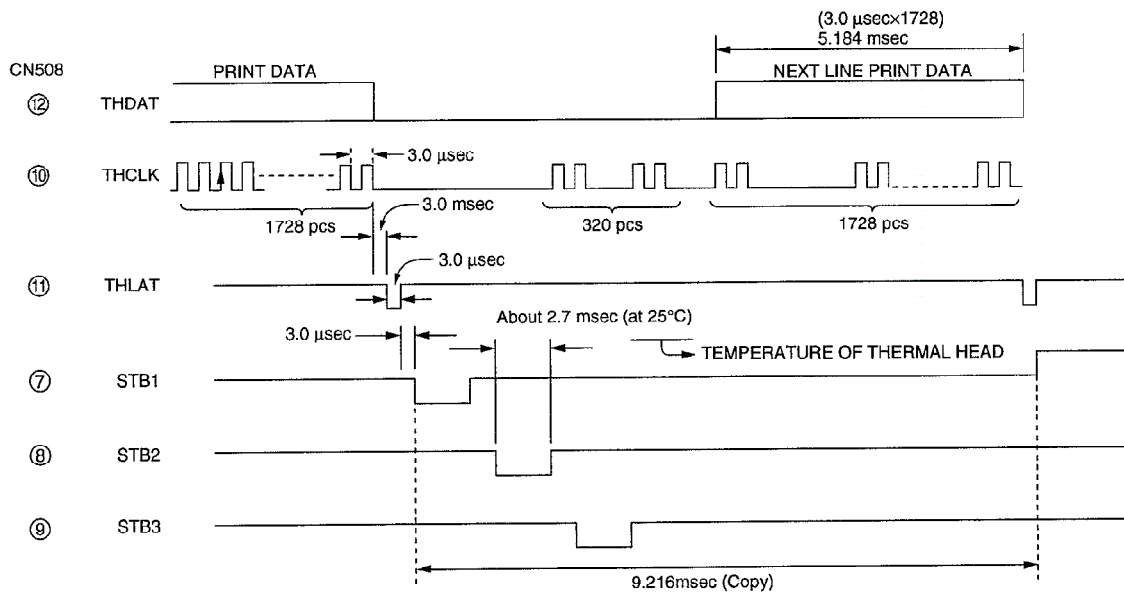 (3.0 µsec×1728)
5.184 msec
CN508
PRINT DATA
NEXT LINE PRINT DATA
⑫ THDAT
3.0 µsec
⑩ THCLK
1728 pcs
3.0 msec
320 pcs
1728 pcs
3.0 µsec
⑪ THLAT
About 2.7 msec (at 25°C)
3.0 µsec
TEMPERATURE OF THERMAL HEAD
⑦ STB1
⑧ STB2
⑨ STB3
9.216msec (Copy)